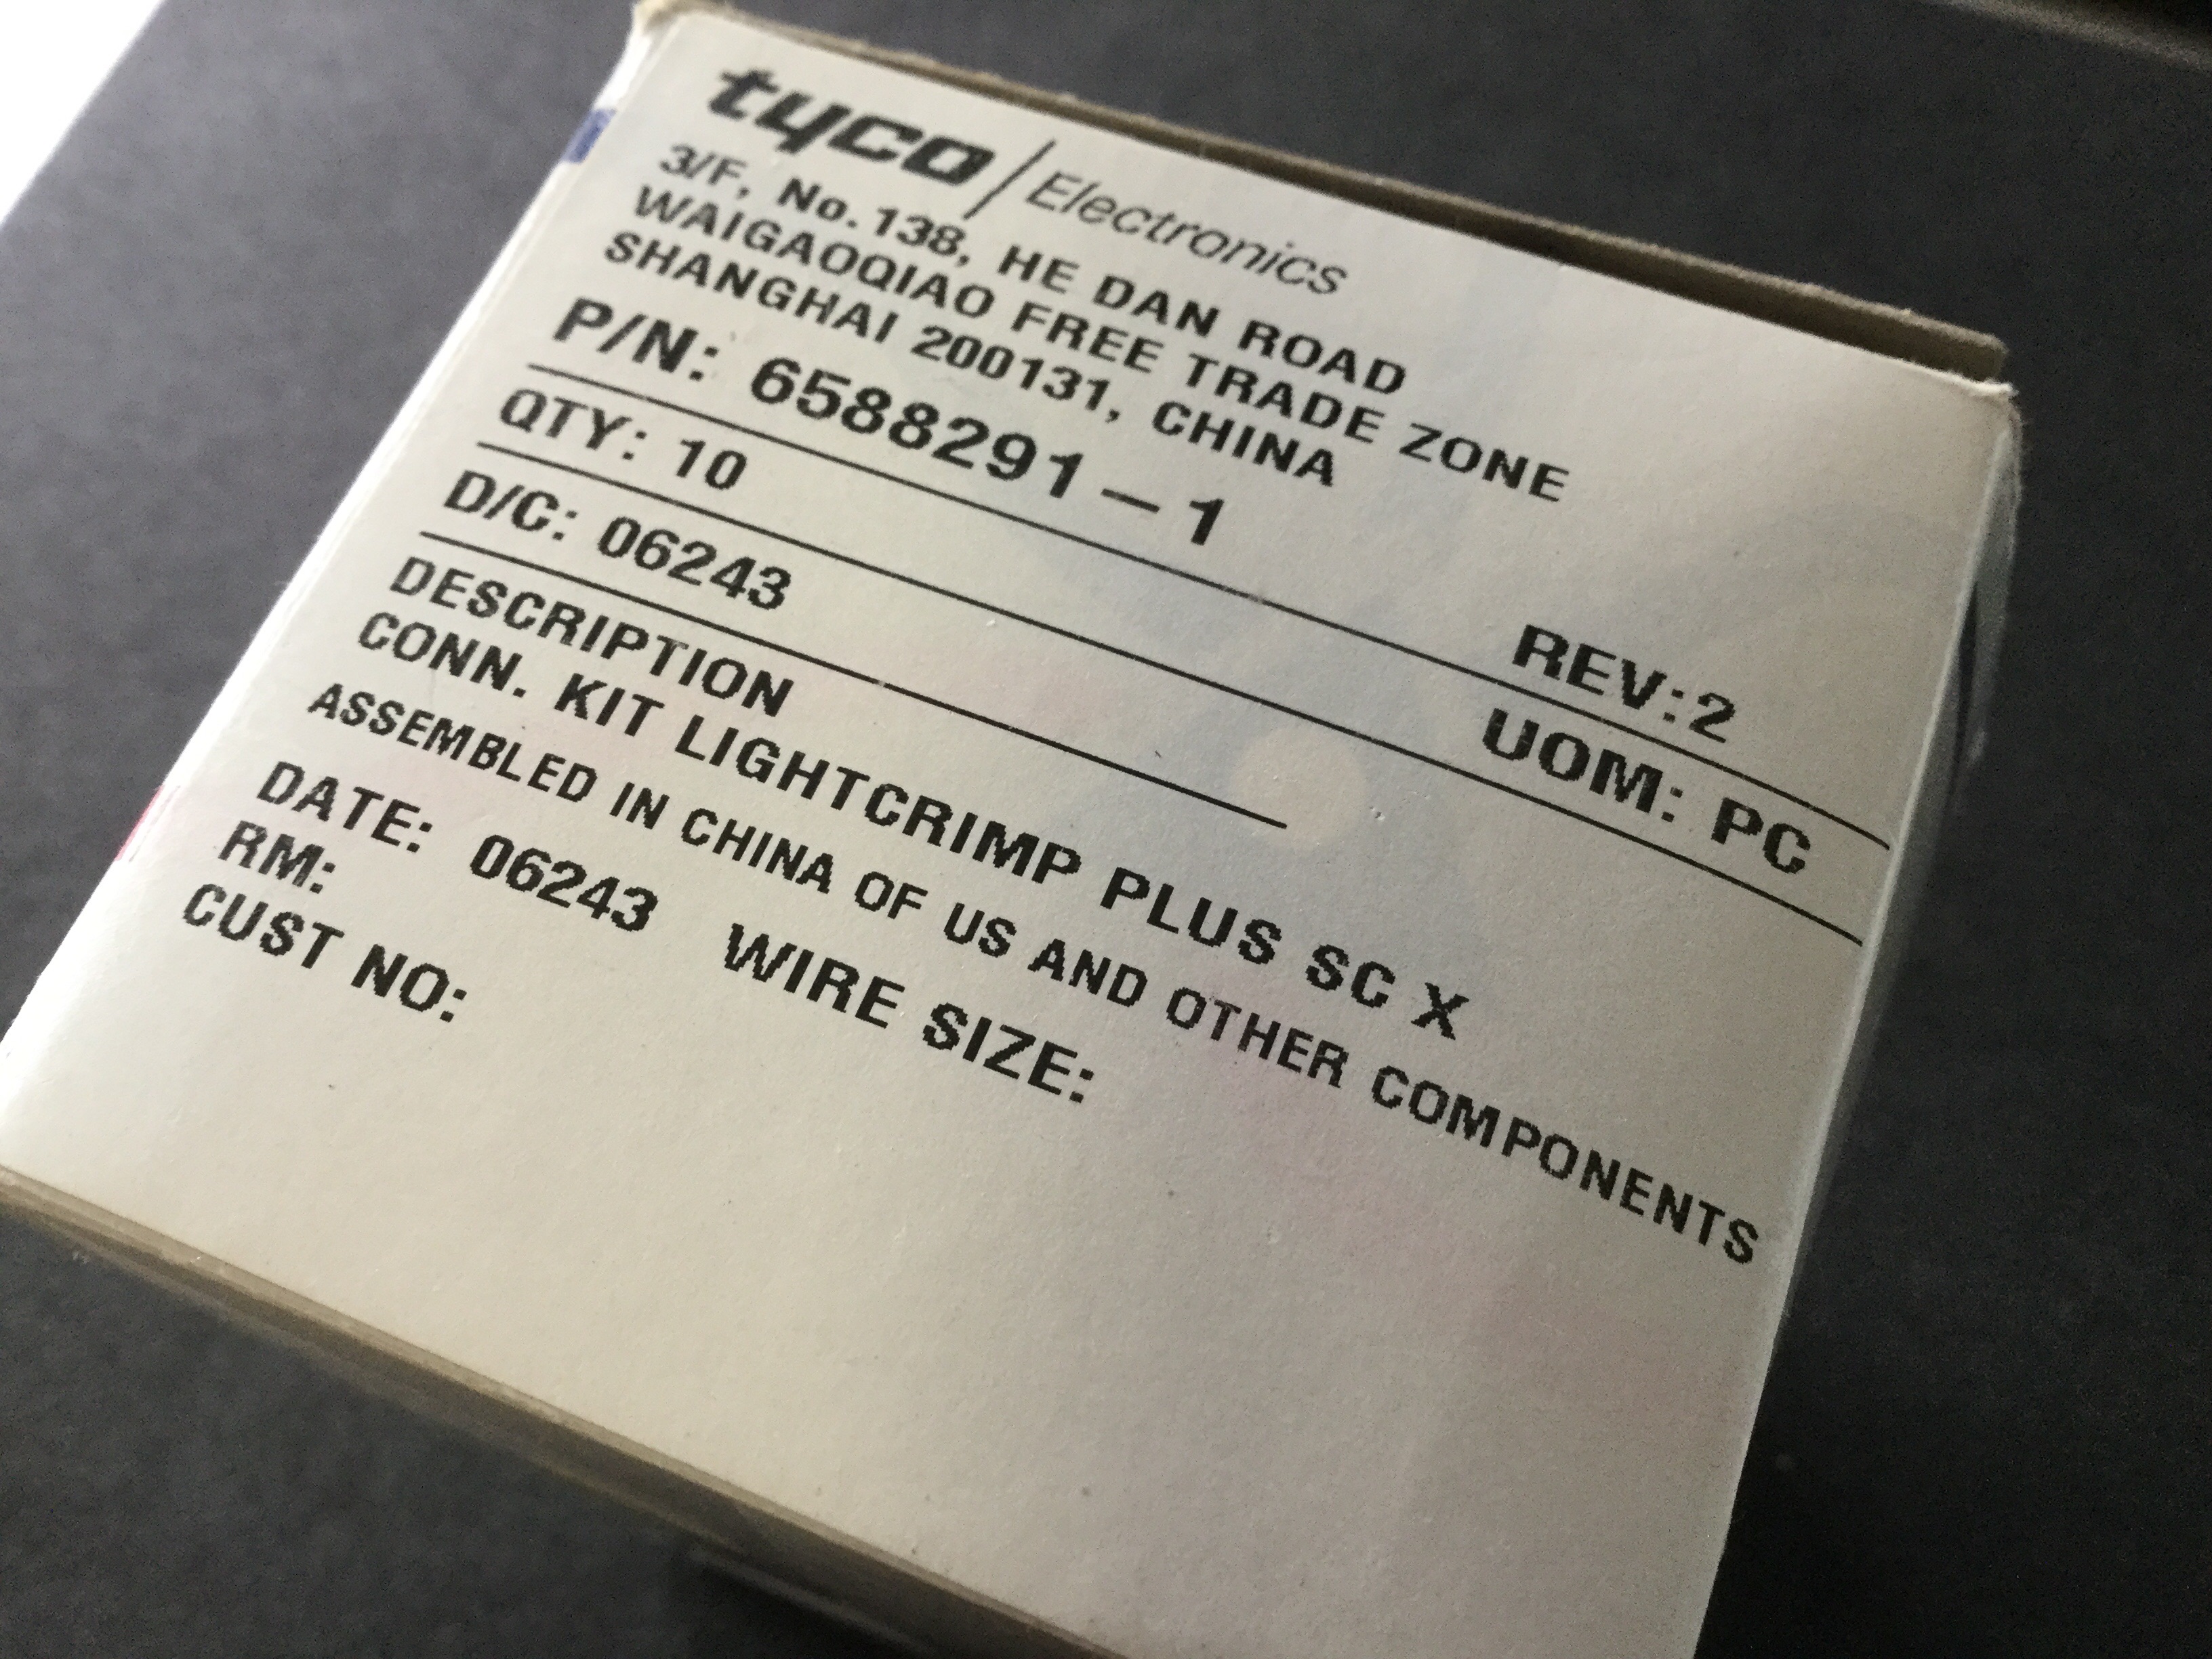 tyco / Electronics
3/F, No.138, HE DAN ROAD
WAIGAOQIAO FREE TRADE ZONE
SHANGHAI 200131, CHINA
P/N: 6588291-1 REV:2
QTY: 10 UOM: PC
D/C: 06243
DESCRIPTION
CONN. KIT LIGHTCRIMP PLUS SC X
ASSEMBLED IN CHINA OF US AND OTHER COMPONENTS
DATE: 06243 WIRE SIZE:
RM:
CUST NO: